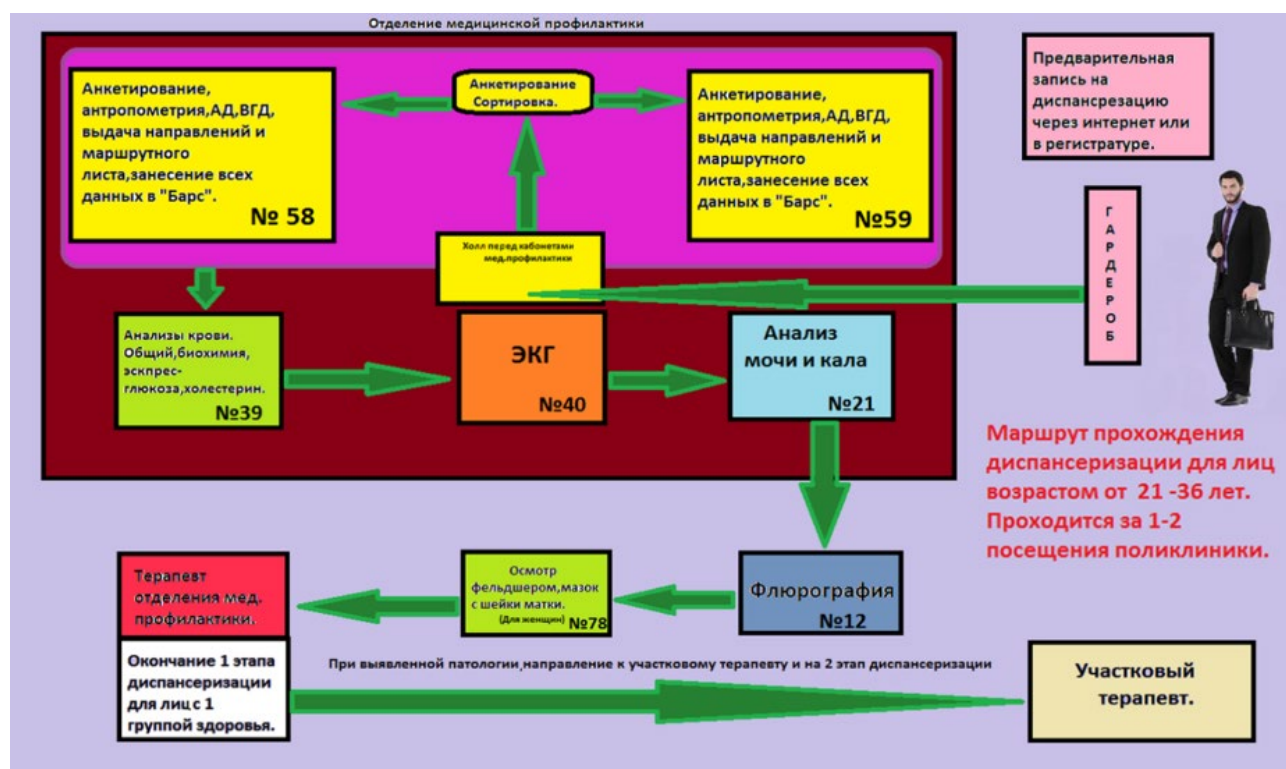 Отделение медицинской профилактики
Анкетирование,
антропометрия,АД,ВГД,
выдача направлений и
маршрутного
листа,занесение всех
данных в "Барс".
№ 58
Анкетирование
Сортировка.
Анкетирование,
антропометрия,АД,ВГД,
выдача направлений и
маршрутного
листа,занесение всех
данных в "Барс".
№59
Предварительная
запись на
диспансрезацию
через интернет или
в регистратуре.
Холл перед кабонетами
мед.профилактики
Г
А
Р
Д
Е
Р
О
Б
Анализы крови.
Общий,биохимия,
эскпрес-
глюкоза,холестерин.
№39
ЭКГ
№40
Анализ
мочи и кала
№21
Маршрут прохождения
диспансеризации для лиц
возрастом от 21 -36 лет.
Проходится за 1-2
посещения поликлиники.
Терапевт
отделения мед.
профилактики.
Осмотр
фельдшером,мазок
с шейки матки.
(Для женщин) №78
Флюрография
№12
Окончание 1 этапа
диспансеризации
для лиц с 1
группой здоровья.
При выявленной патологии,направление к участковому терапевту и на 2 этап диспансеризации
Участковый
терапевт.